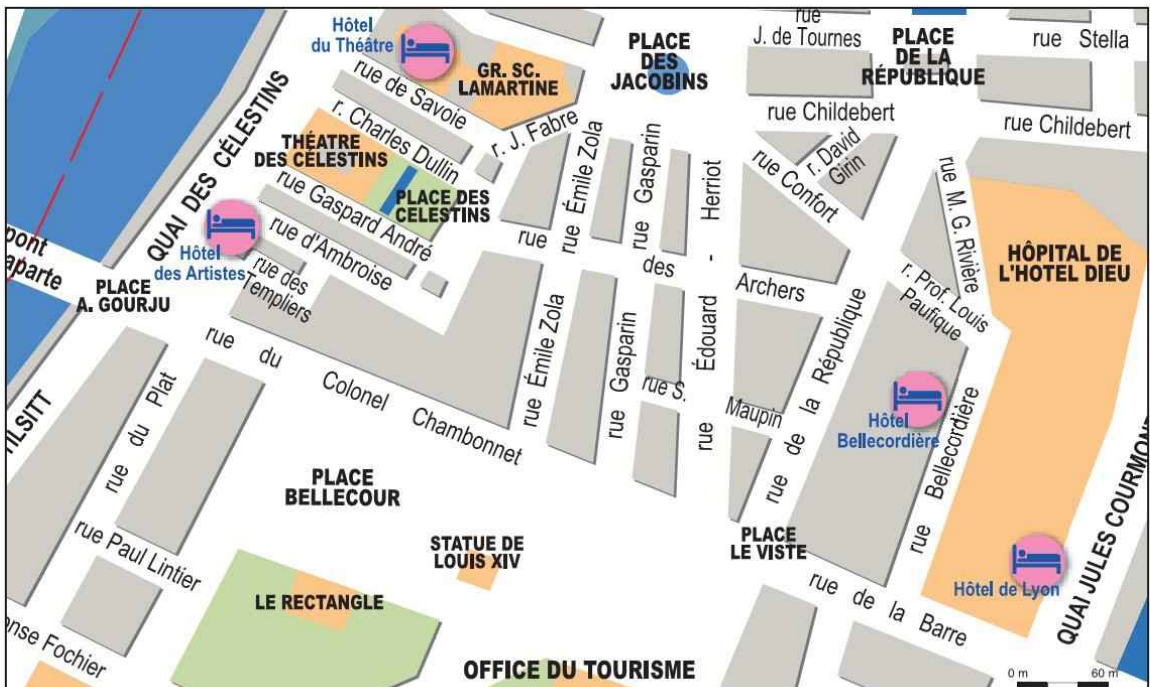 Hôtel
du Théâtre
rue de Savoie
GR. SC.
LAMARTINE
PLACE
DES
JACOBINS
rue
J. de Tournes
PLACE
DE LA
RÉPUBLIQUE
rue Stella
rue Childebert
rue Childebert
r. Charles Dullin
r. J. Fabre
THÉATRE
DES CÉLESTINS
PLACE DES
CELESTINS
QUAI DES CÉLESTINS
rue Gaspard André
rue d'Ambroise
rue des
Templiers
Hôtel
des Artistes
pont
aparte
PLACE
A. GOURJU
rue Émile Zola
rue Gasparin
rue des Archers
rue Édouard - Herriot
rue Confort
r. David
Girin
rue M. G. Rivière
HÔPITAL DE
L'HOTEL DIEU
r. Prof. Louis
Paufique
rue Émile Zola
rue Gasparin
rue S. Maupin
rue de la République
Hôtel
Bellecordière
rue Bellecordière
rue du Colonel Chambonnet
TILSITT
rue du Plat
rue Paul Lintier
onse Fochier
PLACE
BELLECOUR
STATUE DE
LOUIS XIV
LE RECTANGLE
PLACE
LE VISTE
rue de la Barre
Hôtel de Lyon
QUAI JULES COURMONT
OFFICE DU TOURISME
0 m 60 m